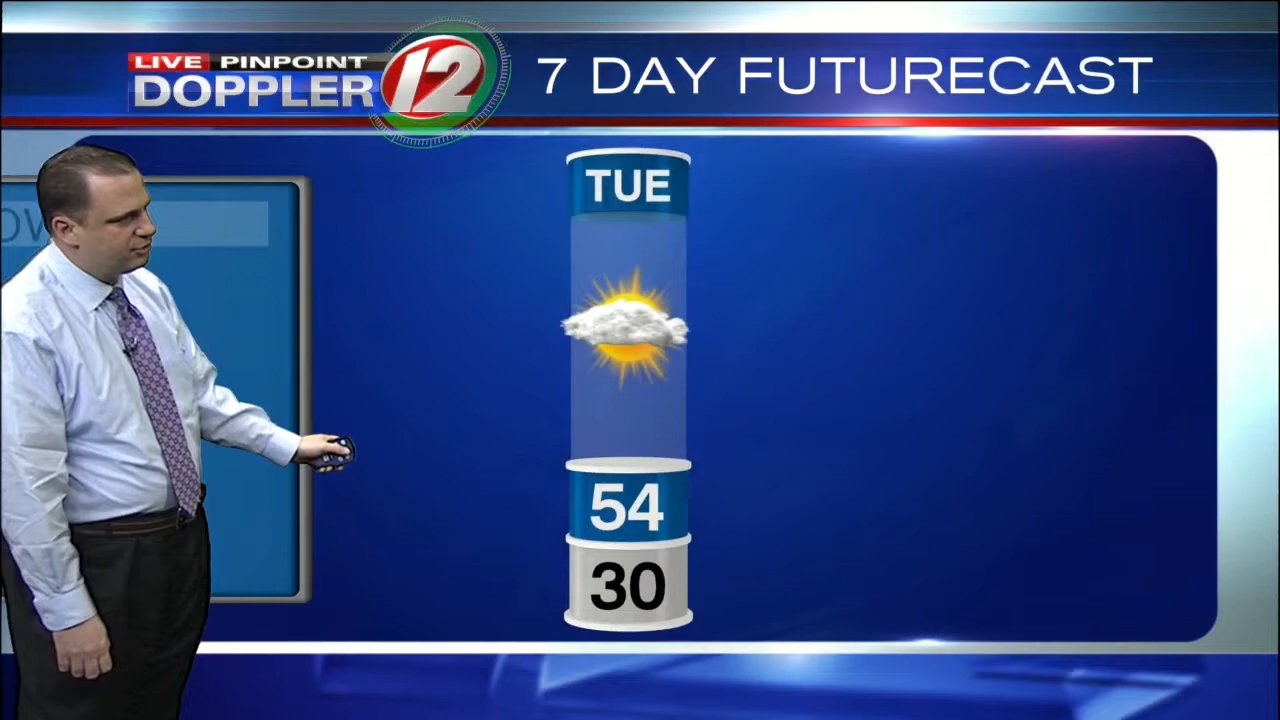 LIVE PINPOINT
DOPPLER 12
7 DAY FUTURECAST
TUE
54
30